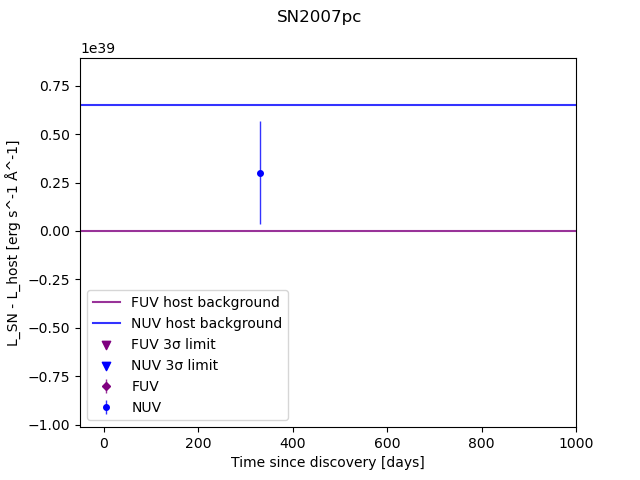 SN2007pc
1e39
0.75
0.50
0.25
0.00
−0.25
−0.50
−0.75
−1.00
L_SN - L_host [erg s^-1 Å^-1]
FUV host background
NUV host background
FUV 3σ limit
NUV 3σ limit
FUV
NUV
0 200 400 600 800 1000
Time since discovery [days]